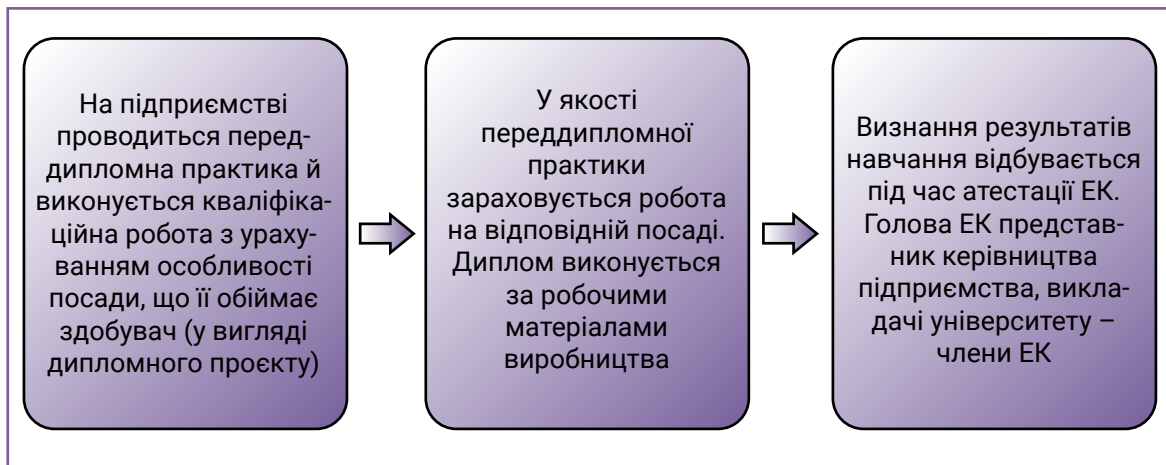 На підприємстві
проводиться перед-
дипломна практика й
виконується кваліфіка-
ційна робота з ураху-
ванням особливості
посади, що її обіймає
здобувач (у вигляді
дипломного проєкту)
У якості
переддипломної
практики
зараховується робота
на відповідній посаді.
Диплом виконується
за робочими
матеріалами
виробництва
Визнання результатів
навчання відбувається
під час атестації ЕК.
Голова ЕК представ-
ник керівництва
підприємства, викла-
дачі університету –
члени ЕК